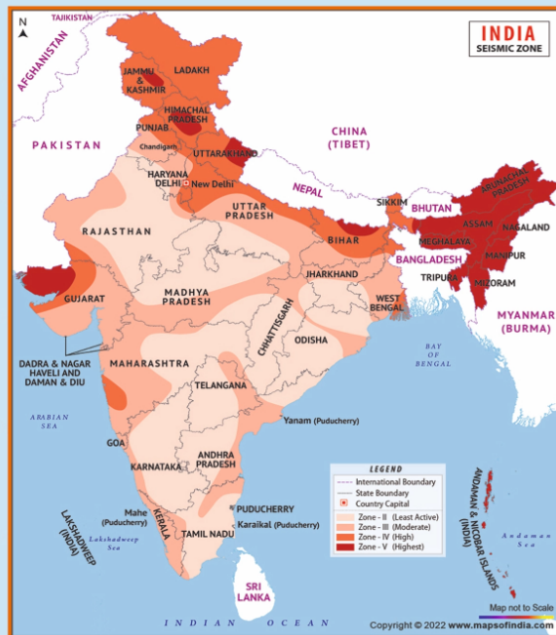 TAJIKISTAN
N
INDIA
SEISMIC ZONE
AFGHANISTAN
JAMMU
&
KASHMIR
LADAKH
HIMACHAL
PRADESH
PUNJAB
Chandigarh
PAKISTAN
UTTARAKHAND
CHINA
(TIBET)
HARYANA
DELHI
New Delhi
NEPAL
SIKKIM
BHUTAN
ARUNACHAL
PRADESH
UTTAR
PRADESH
RAJASTHAN
BIHAR
ASSAM
NAGALAND
MEGHALAYA
MANIPUR
BANGLADESH
TRIPURA
MIZORAM
JHARKHAND
WEST
BENGAL
GUJARAT
MADHYA
PRADESH
CHHATTISGARH
MYANMAR
(BURMA)
ODISHA
DADRA & NAGAR
HAVELI AND
DAMAN & DIU
MAHARASHTRA
BAY
OF
BENGAL
TELANGANA
ARABIAN
SEA
Yanam (Puducherry)
GOA
KARNATAKA
ANDHRA
PRADESH
LEGEND
International Boundary
State Boundary
Country Capital
Zone - II (Least Active)
Zone - III (Moderate)
Zone - IV (High)
Zone - V (Highest)
ANDAMAN &
NICOBAR ISLANDS
(INDIA)
Andaman
Sea
LAKSHADWEEP
(INDIA)
Lakshadweep
Sea
Mahe
(Puducherry)
KERALA
PUDUCHERRY
Karaikal (Puducherry)
TAMIL NADU
SRI
LANKA
INDIAN OCEAN
Map not to Scale
Copyright © 2022 www.mapsofindia.com